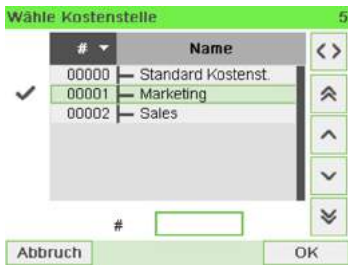 Wähle Kostenstelle 5
# Name
00000 Standard Kostenst.
00001 Marketing
00002 Sales
#
Abbruch OK